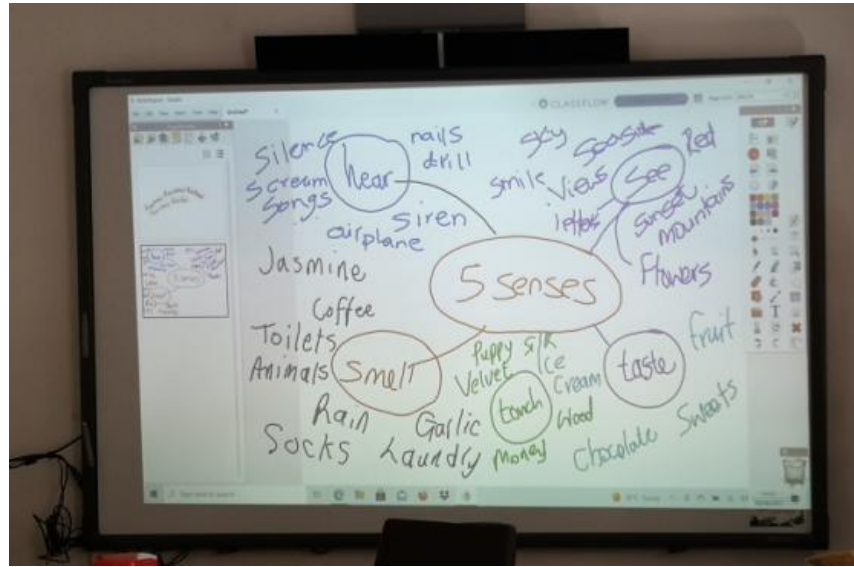 CLASSFLOW
silence
scream
songs
hear
nails
drill
siren
airplane
sky
Seaside
Red
smile
Views
see
letters
sunset
mountains
Flowers
5 senses
Jasmine
Coffee
Toilets
Animals
smell
Rain
Garlic
Socks
Laundry
Puppy
silk
Velvet
Ice
Cream
touch
Wood
Money
taste
fruit
Sweets
Chocolate